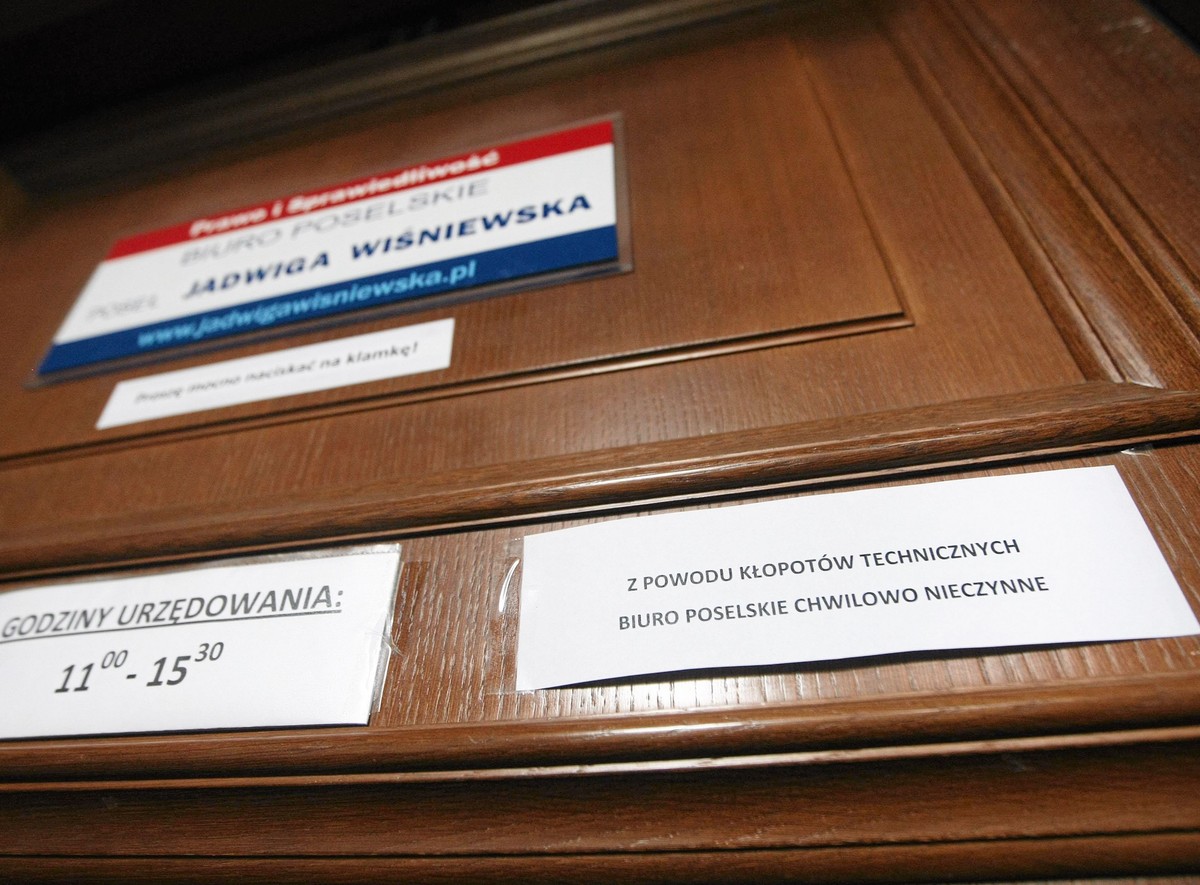 Prawo i Sprawiedliwość
BIURO POSELSKIE
POSEŁ JADWIGA WIŚNIEWSKA
www.jadwigawisniewska.pl
Proszę mocno naciskać na klamkę!
GODZINY URZĘDOWANIA:
11⁰⁰ - 15³⁰
Z POWODU KŁOPOTÓW TECHNICZNYCH
BIURO POSELSKIE CHWILOWO NIECZYNNE